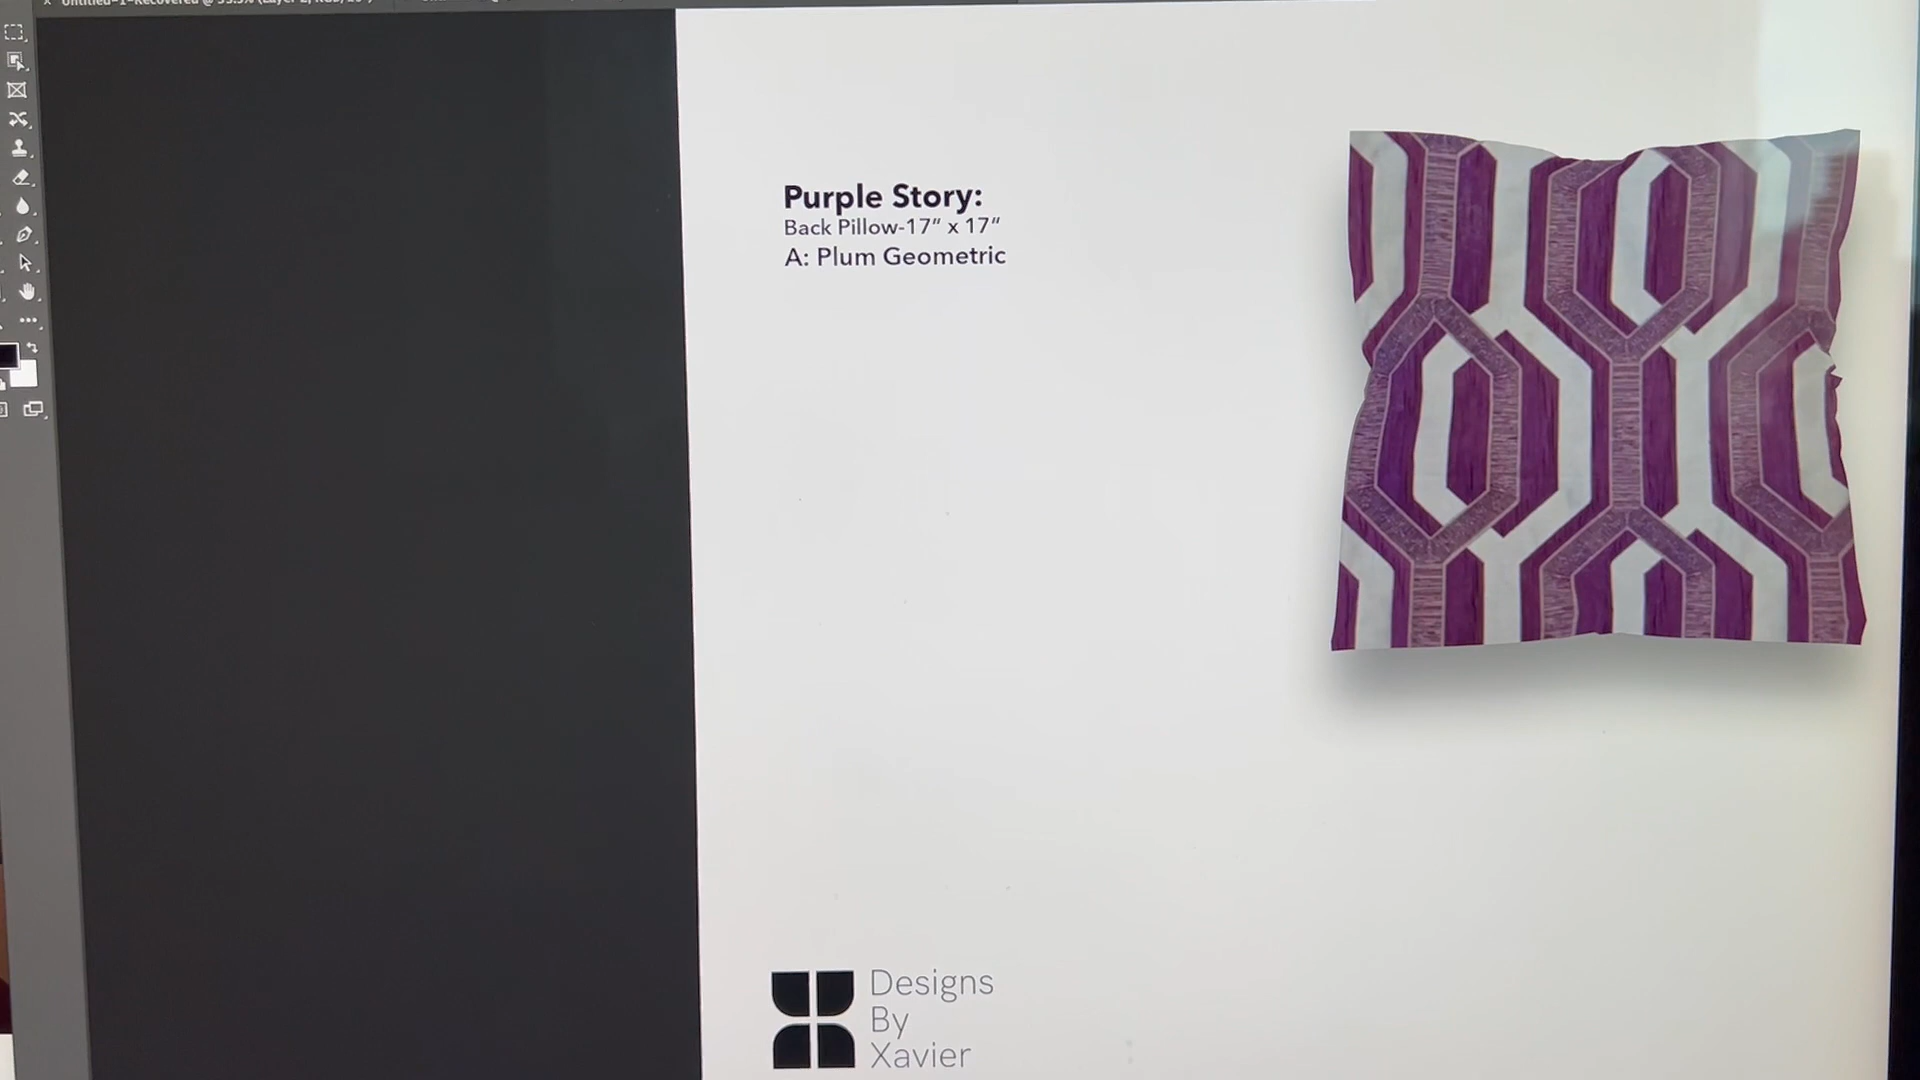 Purple Story:
Back Pillow-17" x 17"
A: Plum Geometric
Designs
By
Xavier